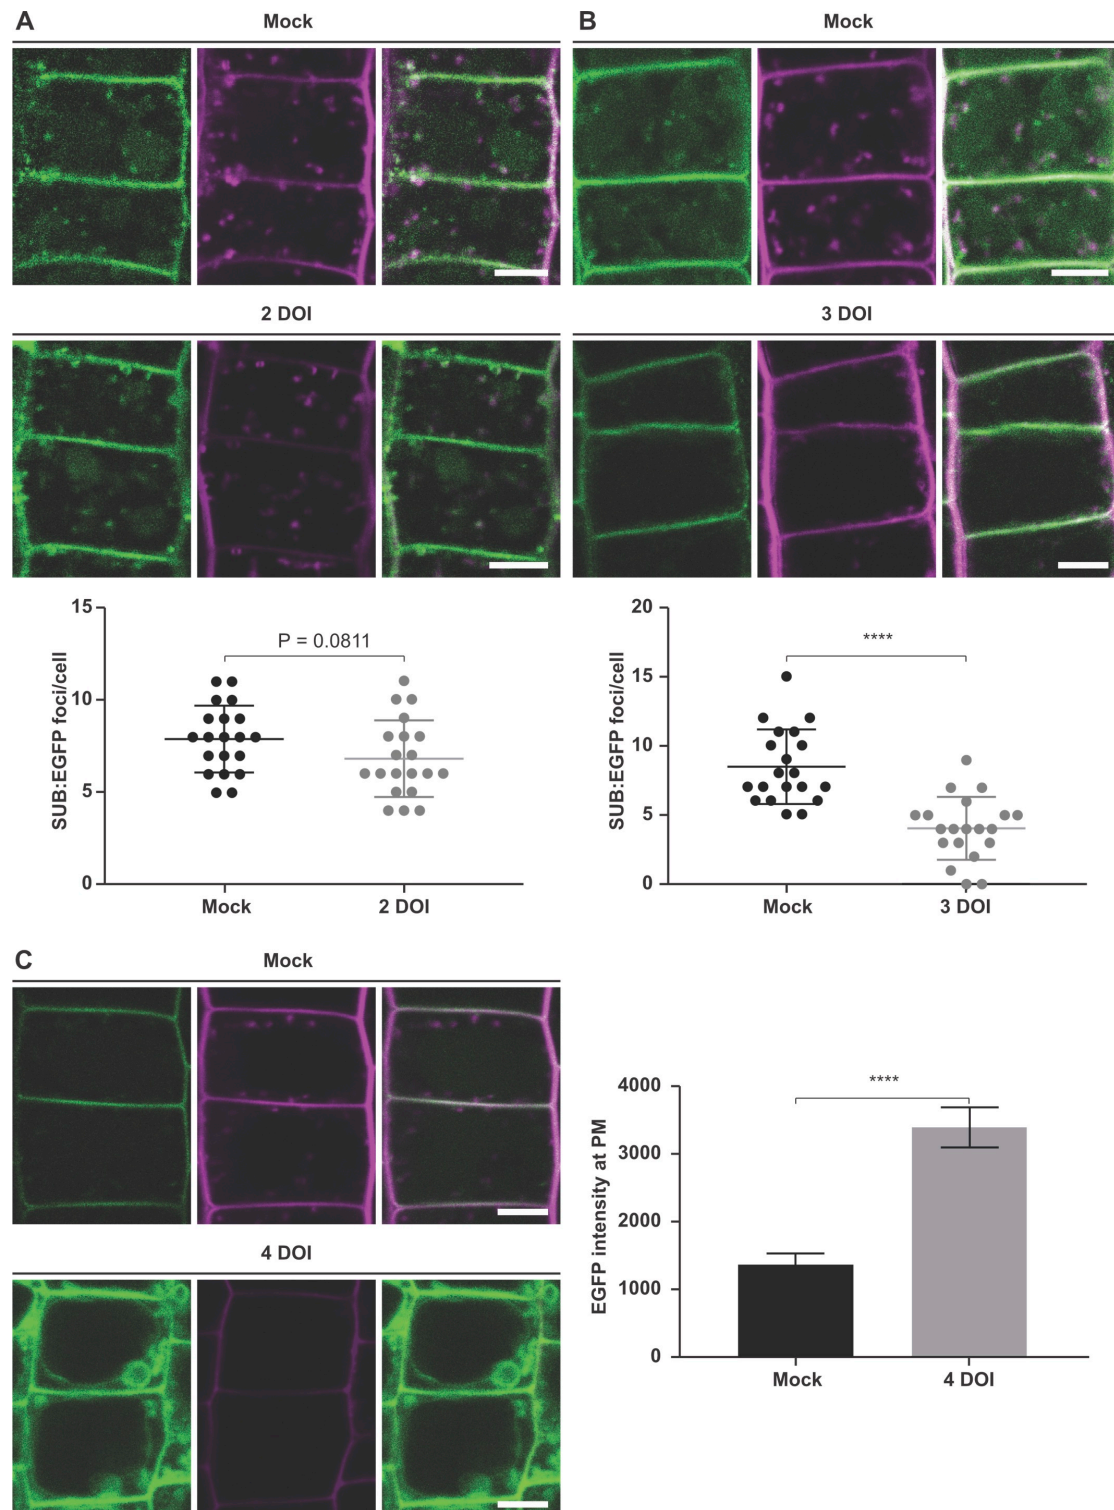 A
Mock
B
Mock
2 DOI
3 DOI
15
10
5
0
SUB:EGFP foci/cell
P = 0.0811
Mock
2 DOI
20
15
10
5
0
SUB:EGFP foci/cell
****
Mock
3 DOI
C
Mock
4 DOI
4000
3000
2000
1000
0
EGFP intensity at PM
****
Mock
4 DOI